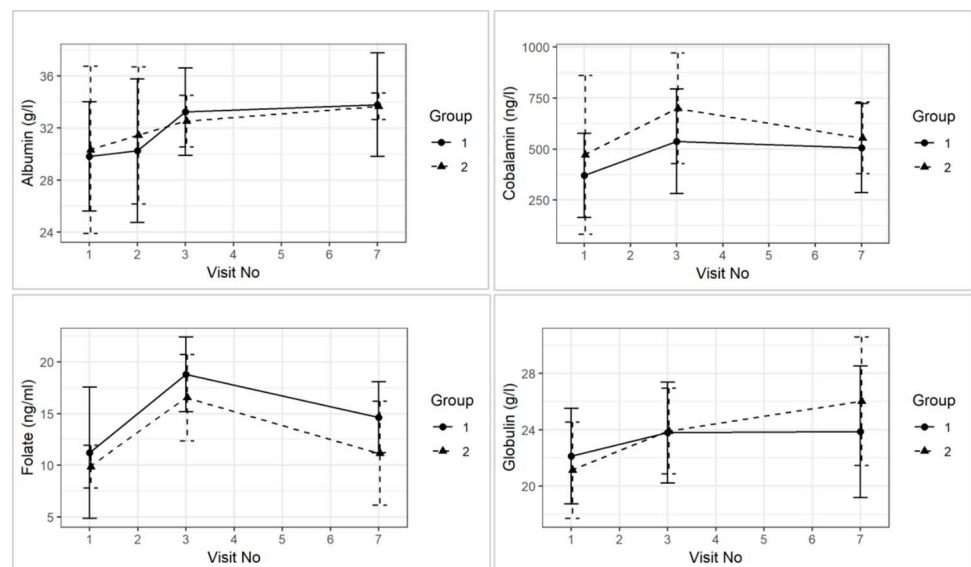 Albumin (g/l)
36
32
28
24
1 2 3 4 5 6 7
Visit No
Group
1
2
Cobalamin (ng/l)
1000
750
500
250
1 2 3 4 5 6 7
Visit No
Group
1
2
Folate (ng/ml)
20
15
10
5
1 2 3 4 5 6 7
Visit No
Group
1
2
Globulin (g/l)
28
24
20
1 2 3 4 5 6 7
Visit No
Group
1
2